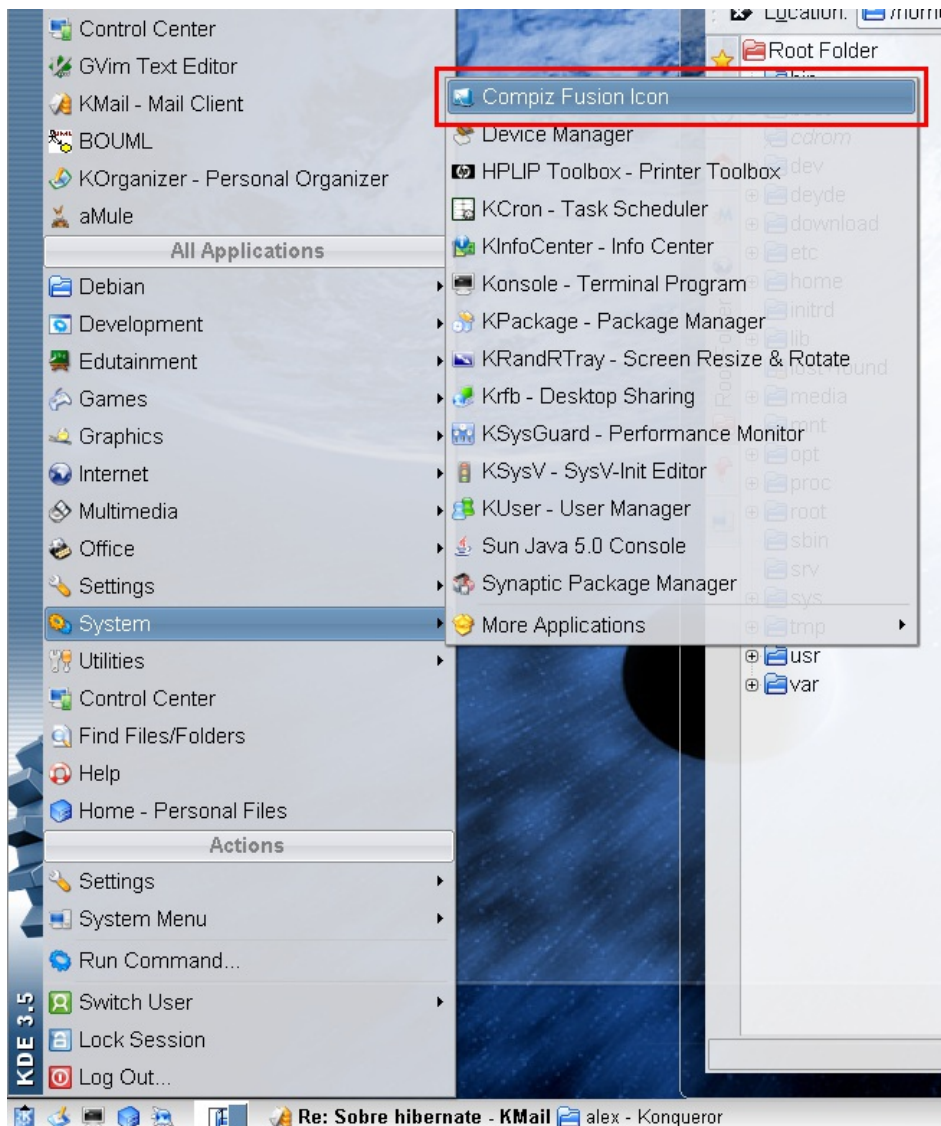 Control Center
GVim Text Editor
KMail - Mail Client
BOUML
KOrganizer - Personal Organizer
aMule
All Applications
Debian
Development
Edutainment
Games
Graphics
Internet
Multimedia
Office
Settings
System
Utilities
Control Center
Find Files/Folders
Help
Home - Personal Files
Actions
Settings
System Menu
Run Command...
Switch User
Lock Session
Log Out...
KDE 3.5
Compiz Fusion Icon
Device Manager
HPLIP Toolbox - Printer Toolbox
KCron - Task Scheduler
KInfoCenter - Info Center
Konsole - Terminal Program
KPackage - Package Manager
KRandRTray - Screen Resize & Rotate
Krfb - Desktop Sharing
KSysGuard - Performance Monitor
KSysV - SysV-Init Editor
KUser - User Manager
Sun Java 5.0 Console
Synaptic Package Manager
More Applications
Location:
Root Folder
bin
cdrom
dev
deyde
download
etc
home
initrd
lib
lost+found
media
mnt
opt
proc
root
sbin
srv
sys
tmp
usr
var
Root Folder
Re: Sobre hibernate - KMail
alex - Konqueror